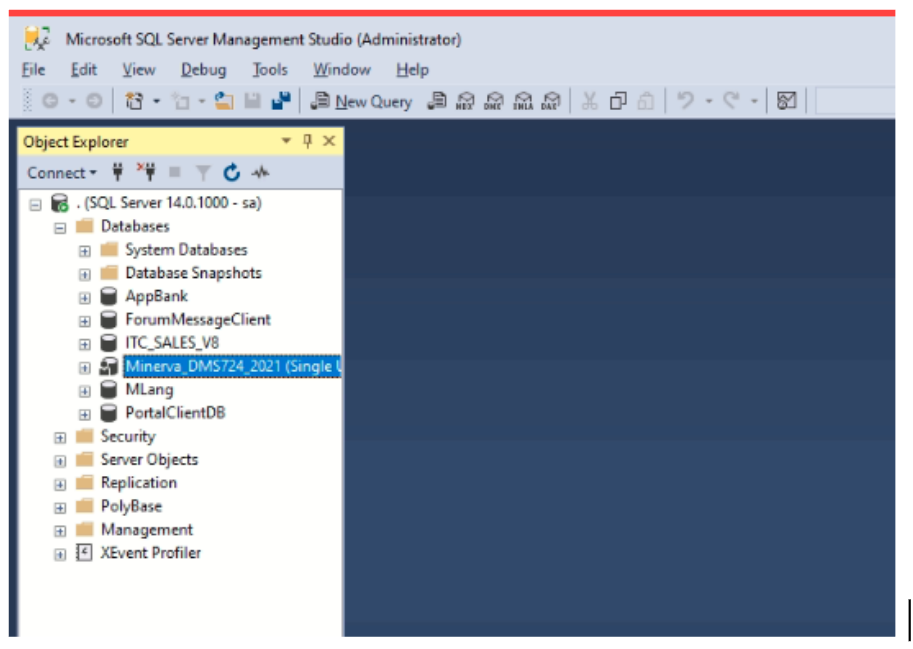 Microsoft SQL Server Management Studio (Administrator)
File Edit View Debug Tools Window Help
New Query MDX DMX XMLA DAX
Object Explorer
Connect
. (SQL Server 14.0.1000 - sa)
Databases
System Databases
Database Snapshots
AppBank
ForumMessageClient
ITC_SALES_V8
Minerva_DMS724_2021 (Single U
MLang
PortalClientDB
Security
Server Objects
Replication
PolyBase
Management
XEvent Profiler